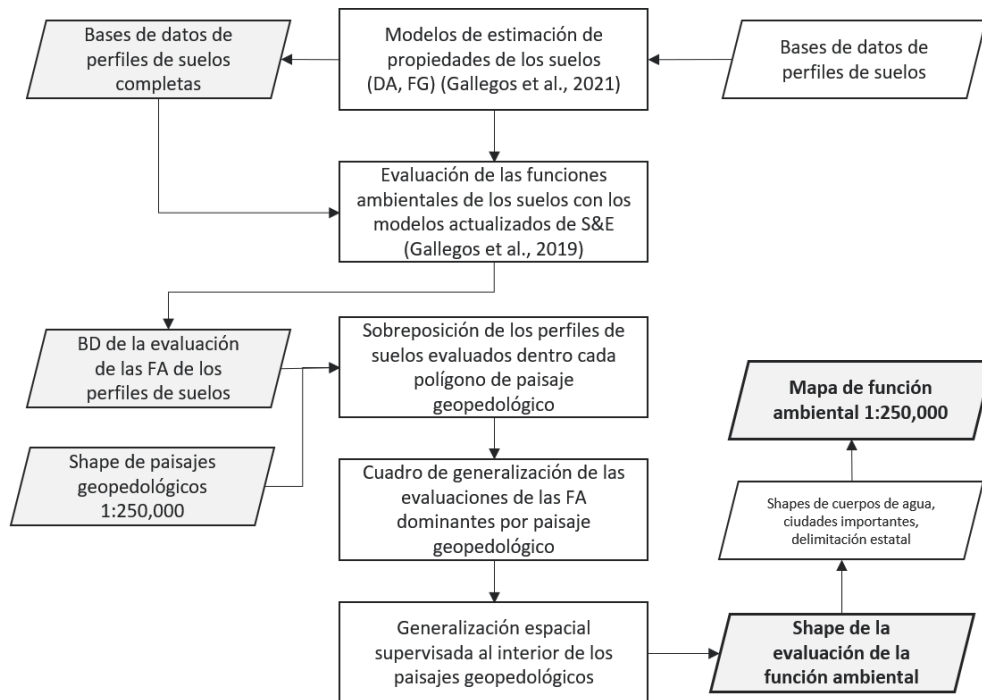 Bases de datos de
perfiles de suelos
completas
Modelos de estimación de
propiedades de los suelos
(DA, FG) (Gallegos et al., 2021)
Bases de datos de
perfiles de suelos
Evaluación de las funciones
ambientales de los suelos con los
modelos actualizados de S&E
(Gallegos et al., 2019)
BD de la evaluación
de las FA de los
perfiles de suelos
Sobreposición de los perfiles de
suelos evaluados dentro cada
polígono de paisaje
geopedológico
Shape de paisajes
geopedológicos
1:250,000
Cuadro de generalización de las
evaluaciones de las FA
dominantes por paisaje
geopedológico
Generalización espacial
supervisada al interior de los
paisajes geopedológicos
Shape de la
evaluación de la
función ambiental
Shapes de cuerpos de agua,
ciudades importantes,
delimitación estatal
Mapa de función
ambiental 1:250,000